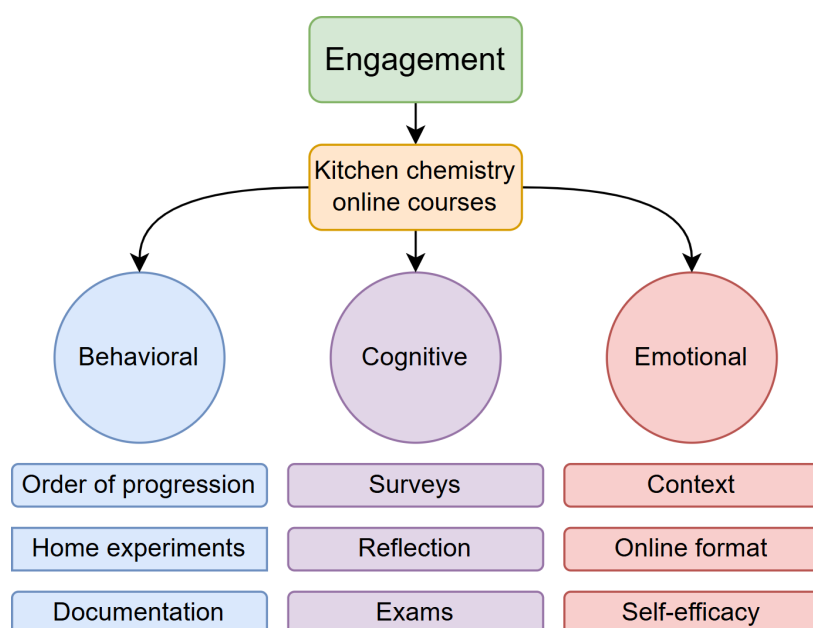 Engagement
Kitchen chemistry
online courses
Behavioral
Cognitive
Emotional
Order of progression
Surveys
Context
Home experiments
Reflection
Online format
Documentation
Exams
Self-efficacy